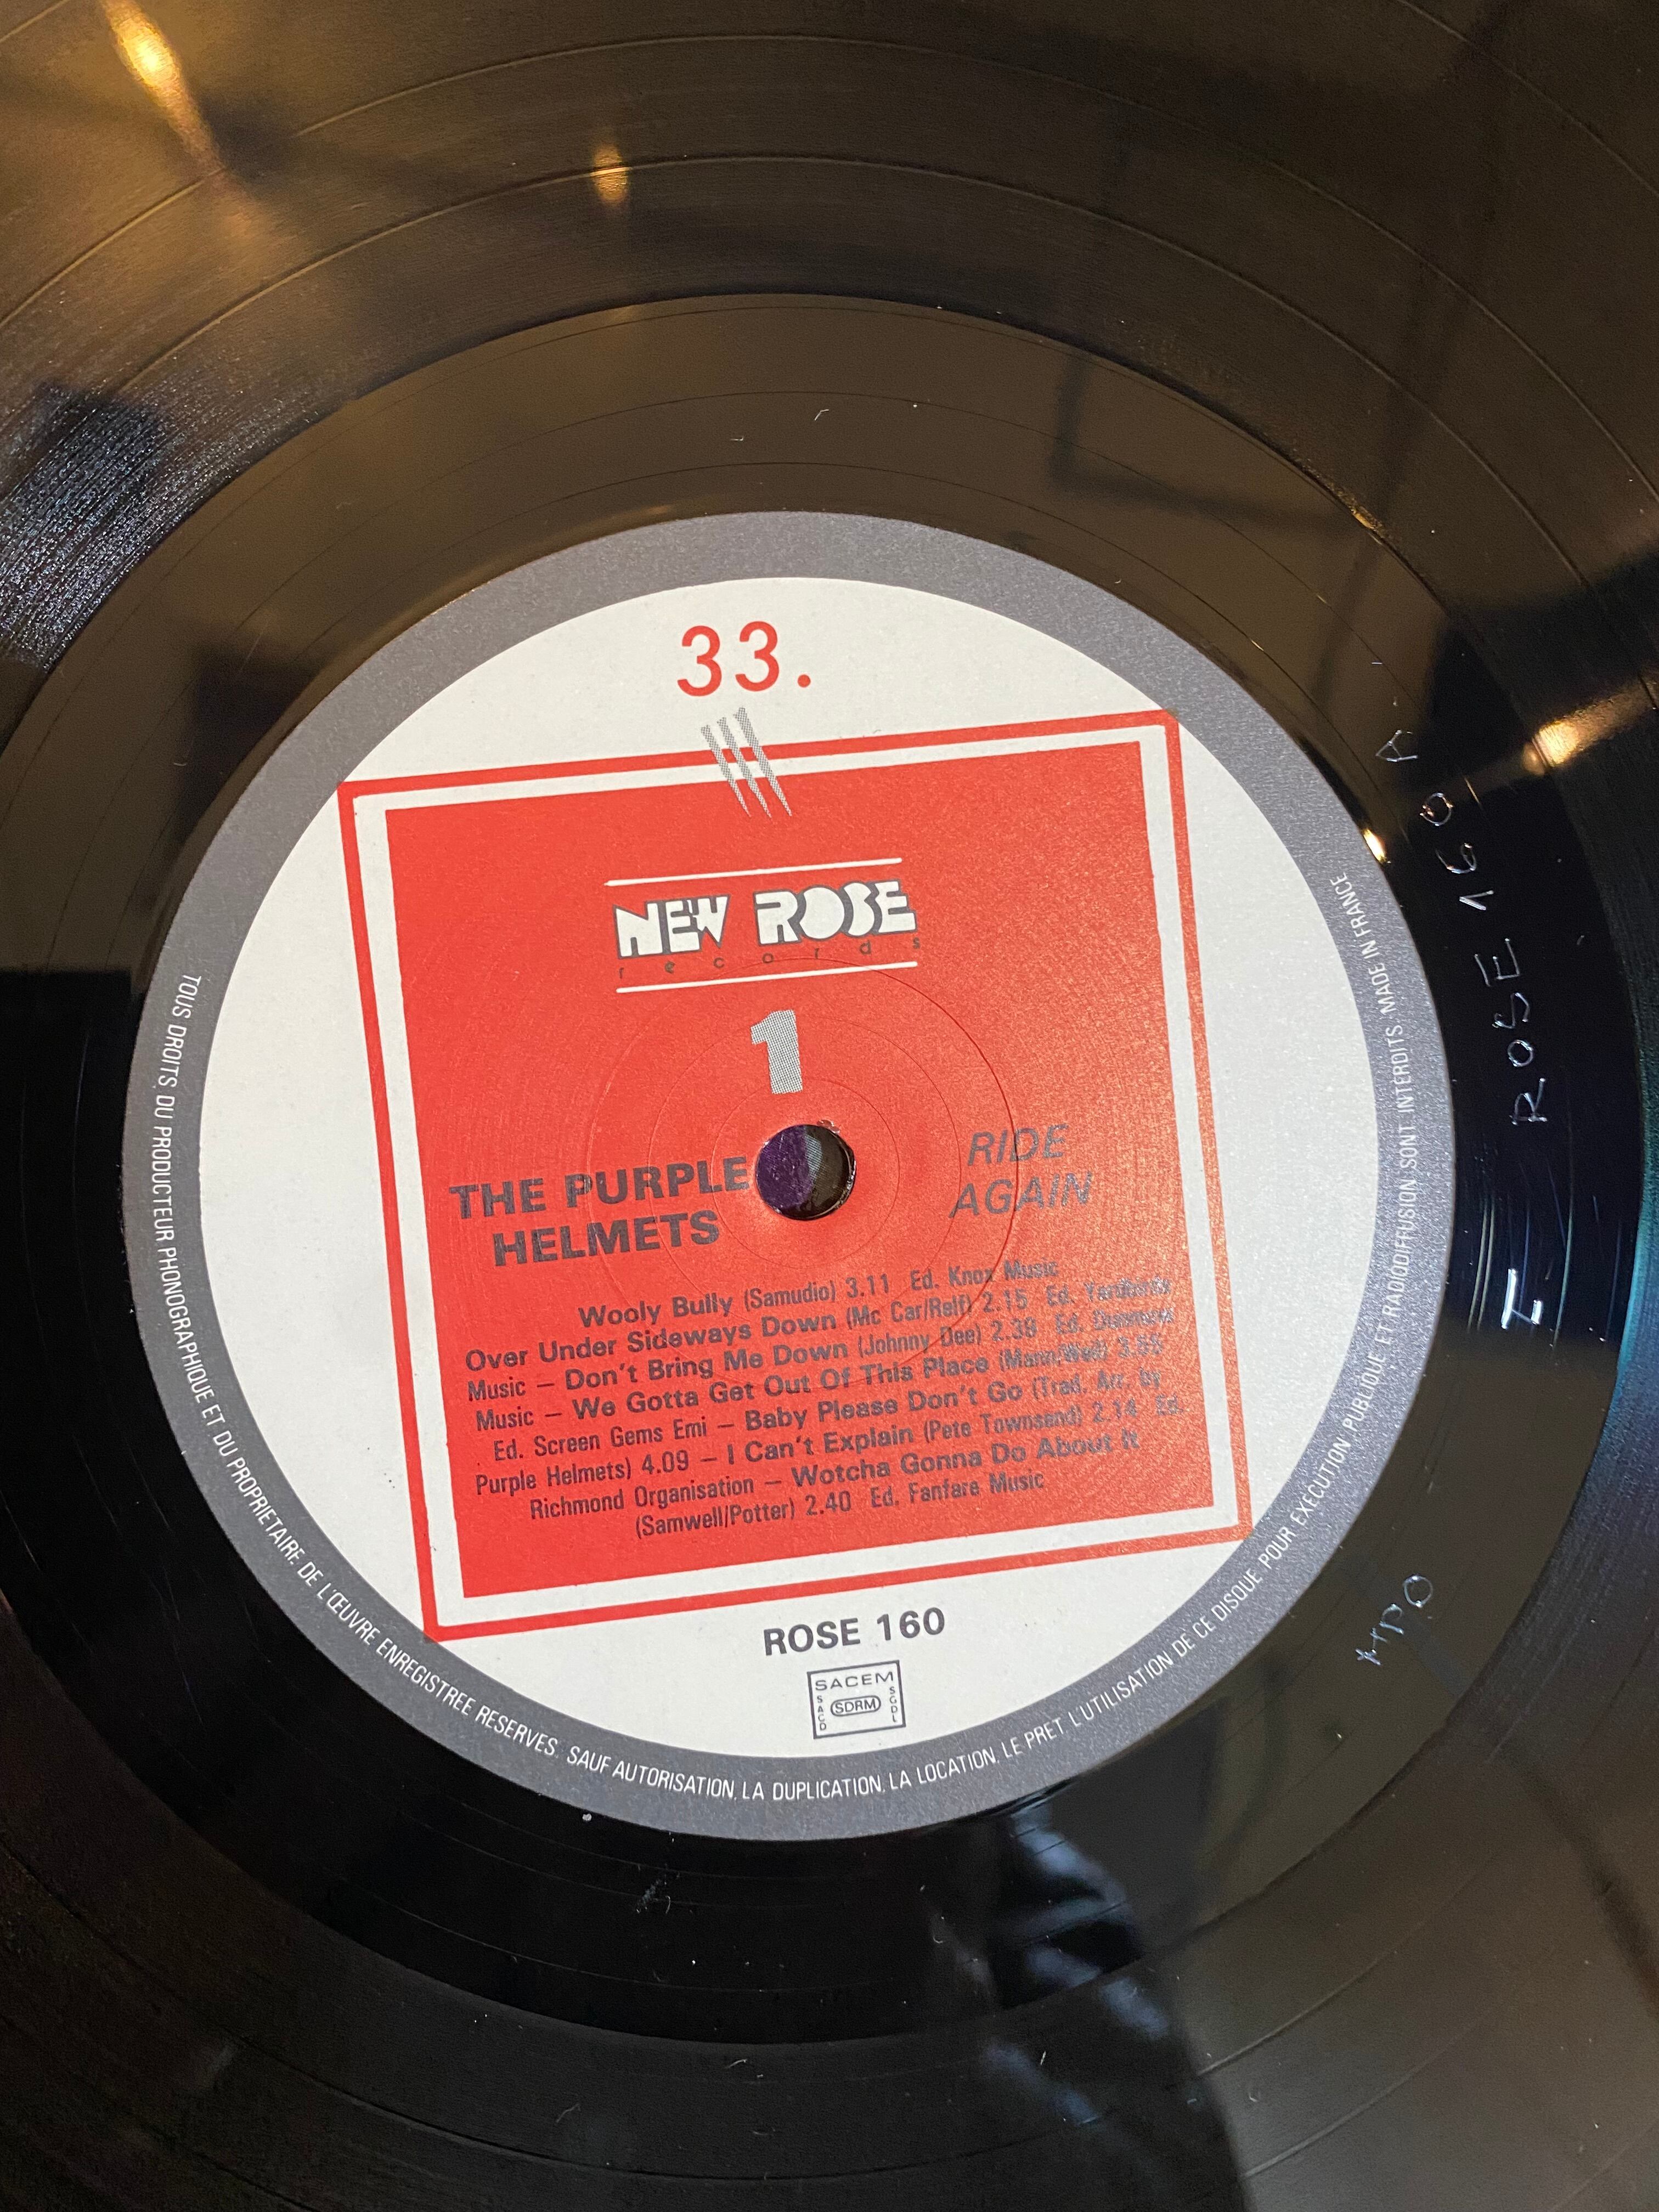 33.
NEW ROSE
records
1
THE PURPLE
HELMETS
RIDE
AGAIN
Wooly Bully (Samudio) 3.11 Ed. Knox Music
Over Under Sideways Down (Mc Car/Relf) 2.15 Ed. Yardbirds
Music – Don't Bring Me Down (Johnny Dee) 2.39 Ed.
Music – We Gotta Get Out Of This Place (Mann/Weil) 3.55
Ed. Screen Gems Emi – Baby Please Don't Go (Trad. Arr. by
Purple Helmets) 4.09 – I Can't Explain (Pete Townsend) 2.14 Ed.
Richmond Organisation – Wotcha Gonna Do About It
(Samwell/Potter) 2.40 Ed. Fanfare Music
ROSE 160
SACEM
SACD
SDRM
SGDL
TOUS DROITS DU PRODUCTEUR PHONOGRAPHIQUE ET DU PROPRIETAIRE DE L'ŒUVRE ENREGISTREE RESERVES. SAUF AUTORISATION, LA DUPLICATION, LA LOCATION, LE PRET L'UTILISATION DE CE DISQUE POUR EXECUTION PUBLIQUE ET RADIODIFFUSION SONT INTERDITS. MADE IN FRANCE
ROSE 160 A
MPO